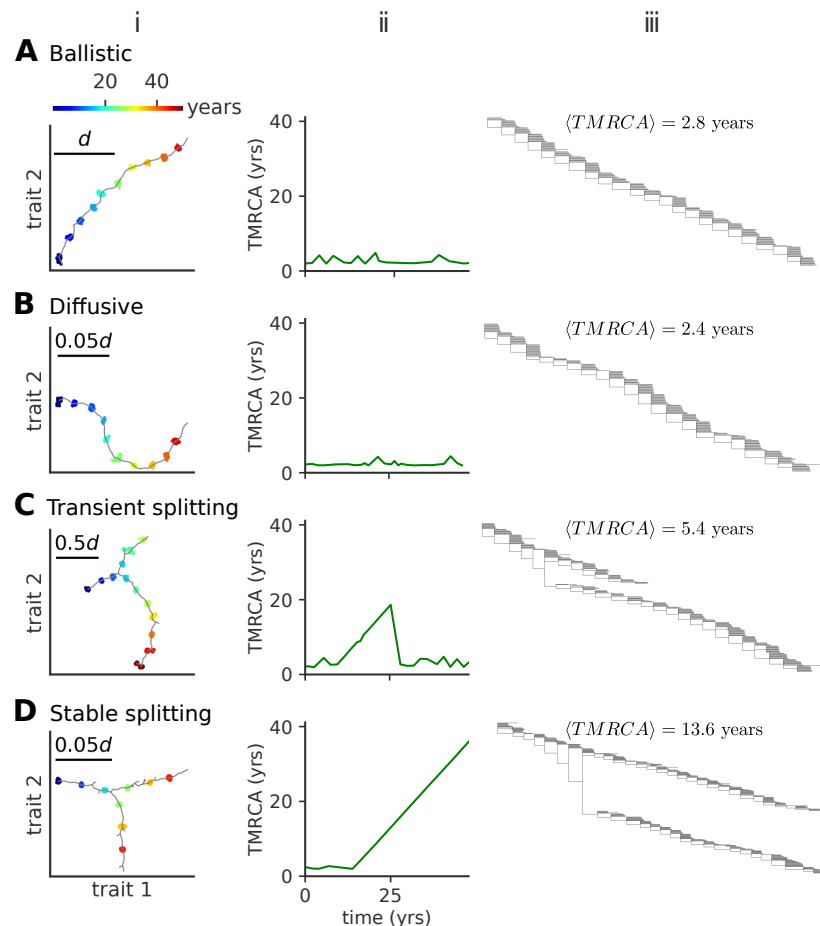 i ii iii
A Ballistic
20 40
years
d
trait 2
40
20
0
TMRCA (yrs)
⟨TMRCA⟩ = 2.8 years
B Diffusive
0.05d
trait 2
40
20
0
TMRCA (yrs)
⟨TMRCA⟩ = 2.4 years
C Transient splitting
0.5d
trait 2
40
20
0
TMRCA (yrs)
⟨TMRCA⟩ = 5.4 years
D Stable splitting
0.05d
trait 2
trait 1
40
20
0
TMRCA (yrs)
0 25
time (yrs)
⟨TMRCA⟩ = 13.6 years